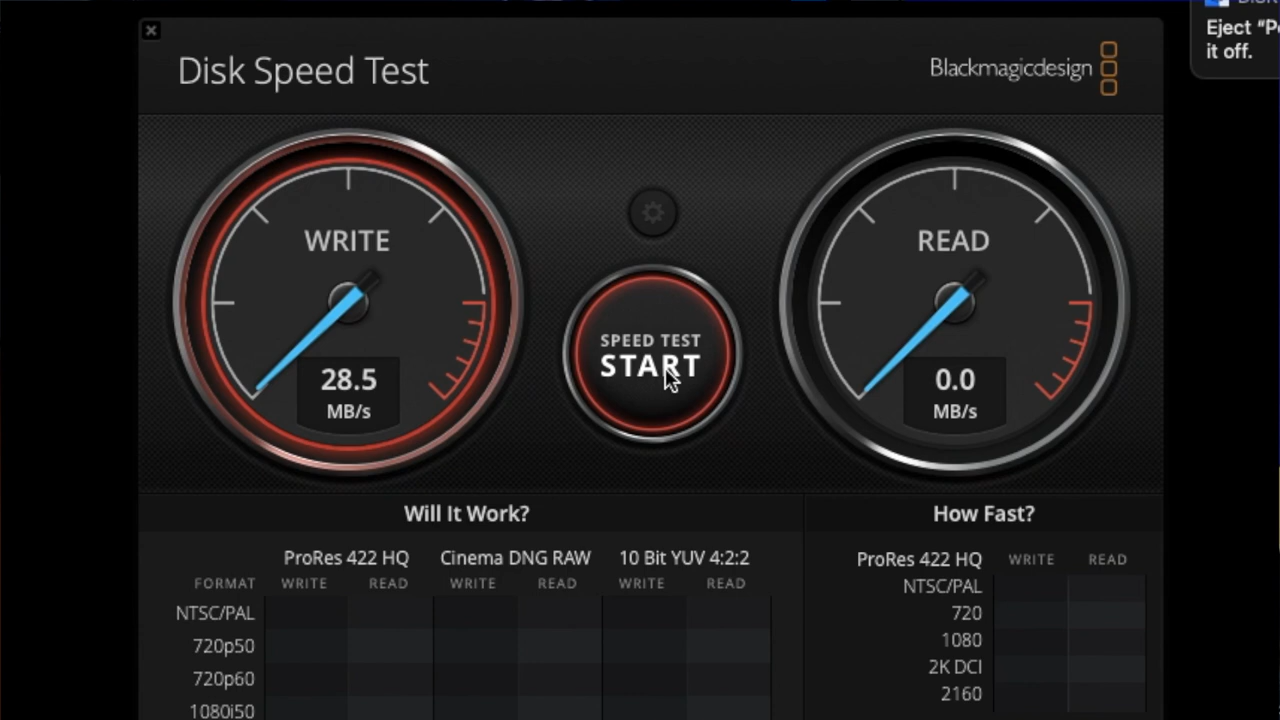 Disk Speed Test
Blackmagicdesign
Eject “P
it off.
WRITE
28.5
MB/s
SPEED TEST
START
READ
0.0
MB/s
Will It Work?
How Fast?
ProRes 422 HQ Cinema DNG RAW 10 Bit YUV 4:2:2
FORMAT WRITE READ WRITE READ WRITE READ
NTSC/PAL
720p50
720p60
1080i50
ProRes 422 HQ WRITE READ
NTSC/PAL
720
1080
2K DCI
2160